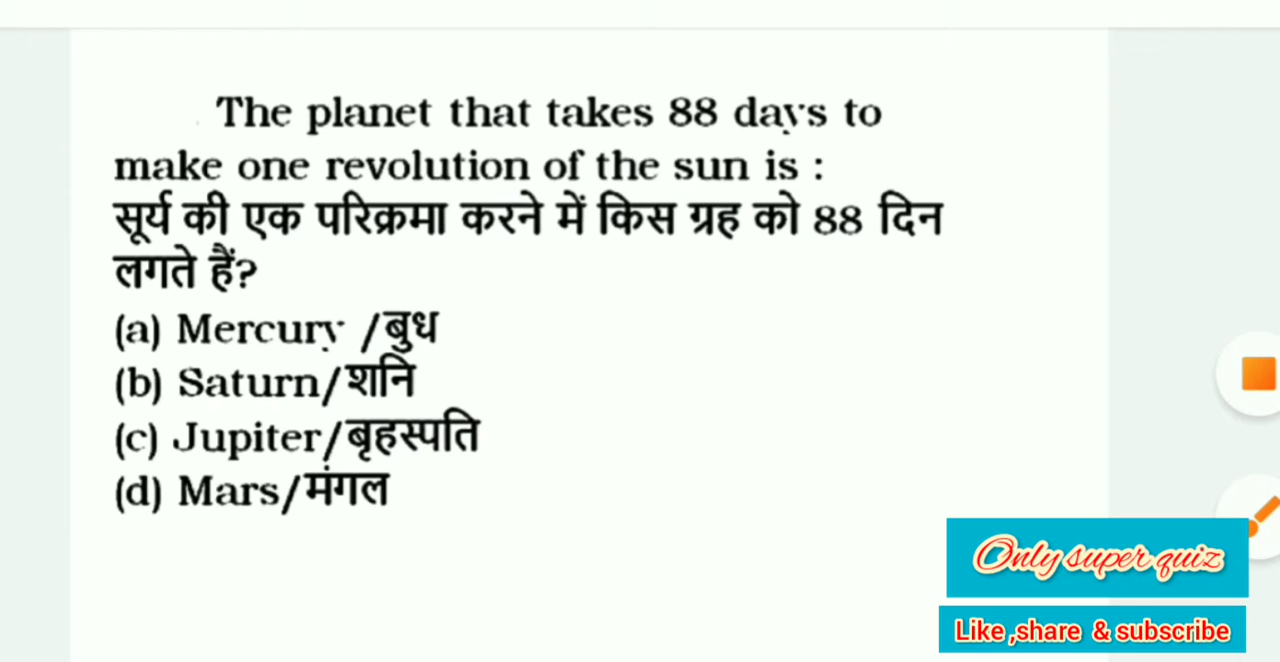 The planet that takes 88 days to
make one revolution of the sun is :
सूर्य की एक परिक्रमा करने में किस ग्रह को 88 दिन
लगते हैं?
(a) Mercury /बुध
(b) Saturn/शनि
(c) Jupiter/बृहस्पति
(d) Mars/मंगल
Only super quiz
Like ,share & subscribe